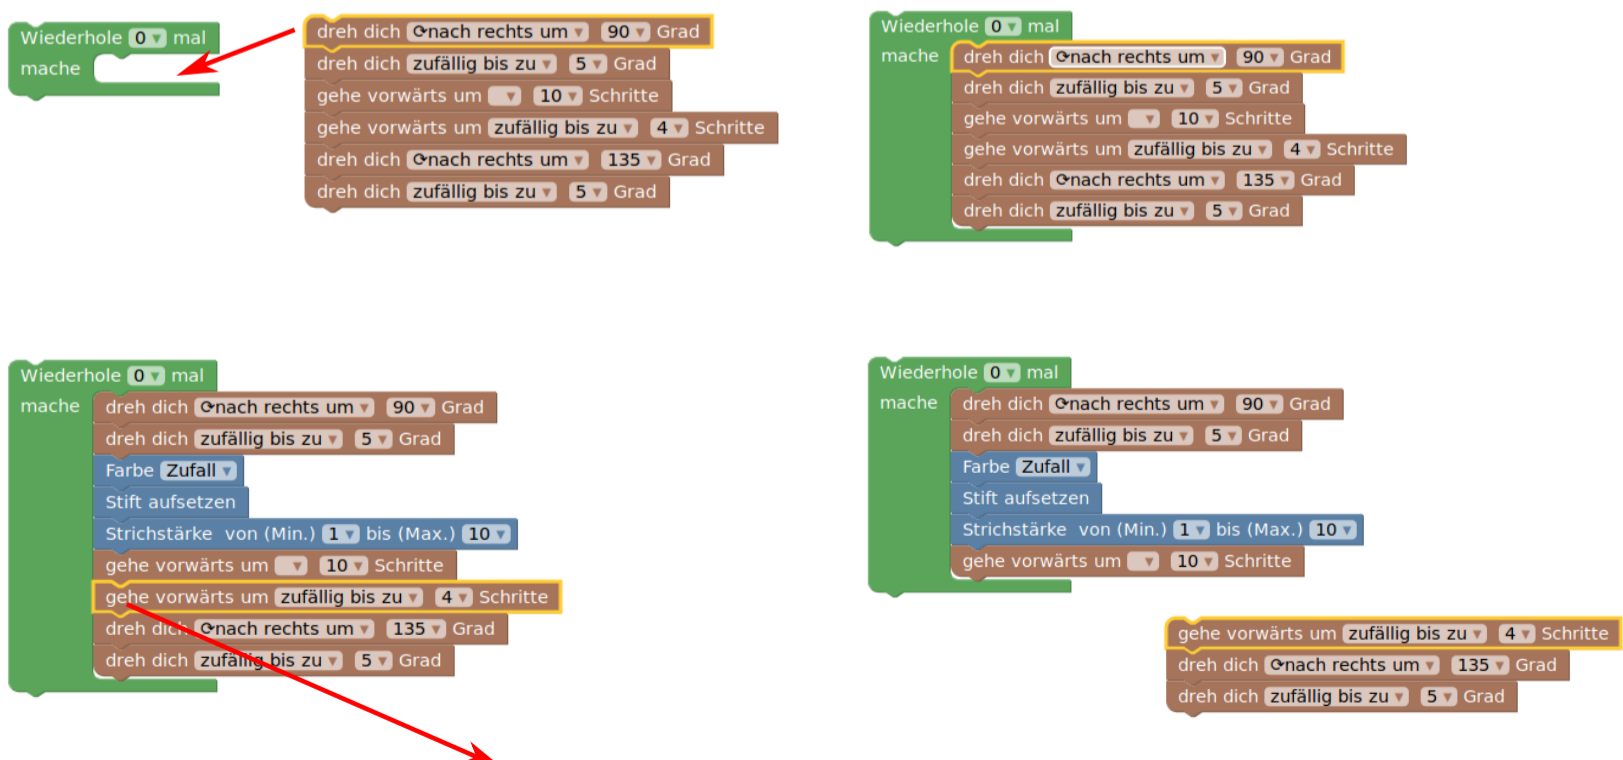 Wiederhole 0 ▾ mal
mache
dreh dich ⟳nach rechts um ▾ 90 ▾ Grad
dreh dich zufällig bis zu ▾ 5 ▾ Grad
gehe vorwärts um ▾ 10 ▾ Schritte
gehe vorwärts um zufällig bis zu ▾ 4 ▾ Schritte
dreh dich ⟳nach rechts um ▾ 135 ▾ Grad
dreh dich zufällig bis zu ▾ 5 ▾ Grad
Wiederhole 0 ▾ mal
mache dreh dich ⟳nach rechts um ▾ 90 ▾ Grad
dreh dich zufällig bis zu ▾ 5 ▾ Grad
gehe vorwärts um ▾ 10 ▾ Schritte
gehe vorwärts um zufällig bis zu ▾ 4 ▾ Schritte
dreh dich ⟳nach rechts um ▾ 135 ▾ Grad
dreh dich zufällig bis zu ▾ 5 ▾ Grad
Wiederhole 0 ▾ mal
mache dreh dich ⟳nach rechts um ▾ 90 ▾ Grad
dreh dich zufällig bis zu ▾ 5 ▾ Grad
Farbe Zufall ▾
Stift aufsetzen
Strichstärke von (Min.) 1 ▾ bis (Max.) 10 ▾
gehe vorwärts um ▾ 10 ▾ Schritte
gehe vorwärts um zufällig bis zu ▾ 4 ▾ Schritte
dreh dich ⟳nach rechts um ▾ 135 ▾ Grad
dreh dich zufällig bis zu ▾ 5 ▾ Grad
Wiederhole 0 ▾ mal
mache dreh dich ⟳nach rechts um ▾ 90 ▾ Grad
dreh dich zufällig bis zu ▾ 5 ▾ Grad
Farbe Zufall ▾
Stift aufsetzen
Strichstärke von (Min.) 1 ▾ bis (Max.) 10 ▾
gehe vorwärts um ▾ 10 ▾ Schritte
gehe vorwärts um zufällig bis zu ▾ 4 ▾ Schritte
dreh dich ⟳nach rechts um ▾ 135 ▾ Grad
dreh dich zufällig bis zu ▾ 5 ▾ Grad